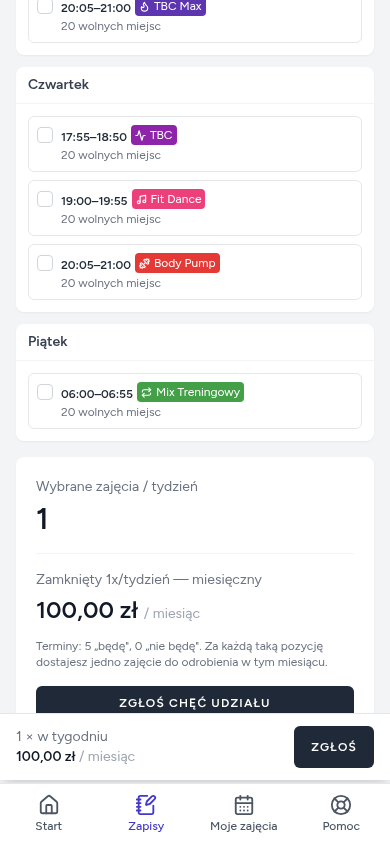 20:05–21:00 TBC Max
20 wolnych miejsc
Czwartek
17:55–18:50 TBC
20 wolnych miejsc
19:00–19:55 Fit Dance
20 wolnych miejsc
20:05–21:00 Body Pump
20 wolnych miejsc
Piątek
06:00–06:55 Mix Treningowy
20 wolnych miejsc
Wybrane zajęcia / tydzień
1
Zamknięty 1x/tydzień — miesięczny
100,00 zł / miesiąc
Terminy: 5 „będę", 0 „nie będę". Za każdą taką pozycję
dostajesz jedno zajęcie do odrobienia w tym miesiącu.
ZGŁOŚ CHĘĆ UDZIAŁU
1 × w tygodniu
100,00 zł / miesiąc
ZGŁOŚ
Start Zapisy Moje zajęcia Pomoc